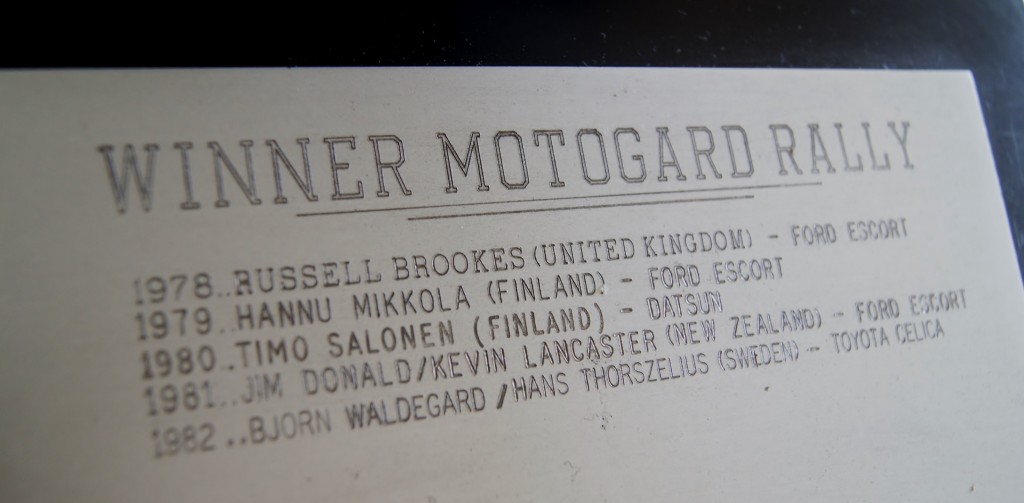 WINNER MOTOGARD RALLY
1978..RUSSELL BROOKES (UNITED KINGDOM) - FORD ESCORT
1979..HANNU MIKKOLA (FINLAND) - FORD ESCORT
1980..TIMO SALONEN (FINLAND) - DATSUN
1981..JIM DONALD/KEVIN LANCASTER (NEW ZEALAND) - FORD ESCORT
1982..BJORN WALDEGARD /HANS THORSZELIUS (SWEDEN) - TOYOTA CELICA